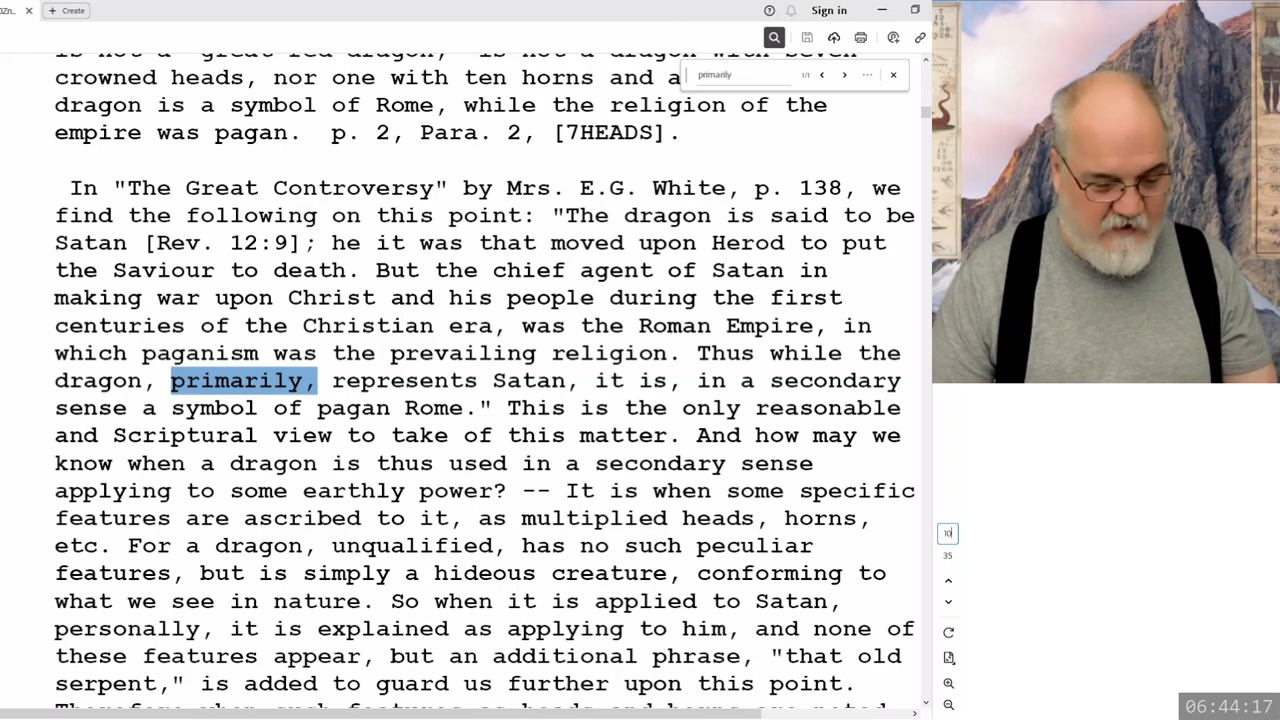 0Zn...
Create
Sign in
primarily
1/1
crowned heads, nor one with ten horns and a
dragon is a symbol of Rome, while the religion of the
empire was pagan. p. 2, Para. 2, [7HEADS].
In "The Great Controversy" by Mrs. E.G. White, p. 138, we
find the following on this point: "The dragon is said to be
Satan [Rev. 12:9]; he it was that moved upon Herod to put
the Saviour to death. But the chief agent of Satan in
making war upon Christ and his people during the first
centuries of the Christian era, was the Roman Empire, in
which paganism was the prevailing religion. Thus while the
dragon, primarily, represents Satan, it is, in a secondary
sense a symbol of pagan Rome." This is the only reasonable
and Scriptural view to take of this matter. And how may we
know when a dragon is thus used in a secondary sense
applying to some earthly power? -- It is when some specific
features are ascribed to it, as multiplied heads, horns,
etc. For a dragon, unqualified, has no such peculiar
features, but is simply a hideous creature, conforming to
what we see in nature. So when it is applied to Satan,
personally, it is explained as applying to him, and none of
these features appear, but an additional phrase, "that old
serpent," is added to guard us further upon this point.
10
35
06:44:17